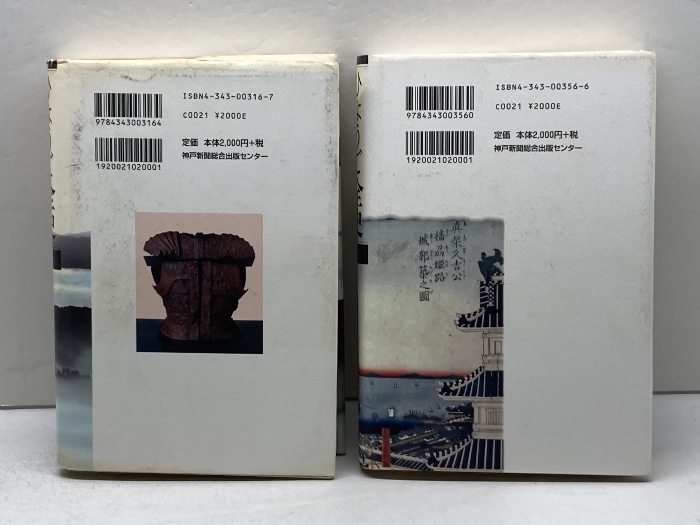 ISBN4-343-00316-7
C0021 ¥2000E
9784343003164
定価 本体2,000円+税
神戸新聞総合出版センター
1920021020001
ISBN4-343-00356-6
C0021 ¥2000E
9784343003560
定価 本体2,000円+税
神戸新聞総合出版センター
1920021020001
真柴久吉公
播州姫路
城郭築之圖